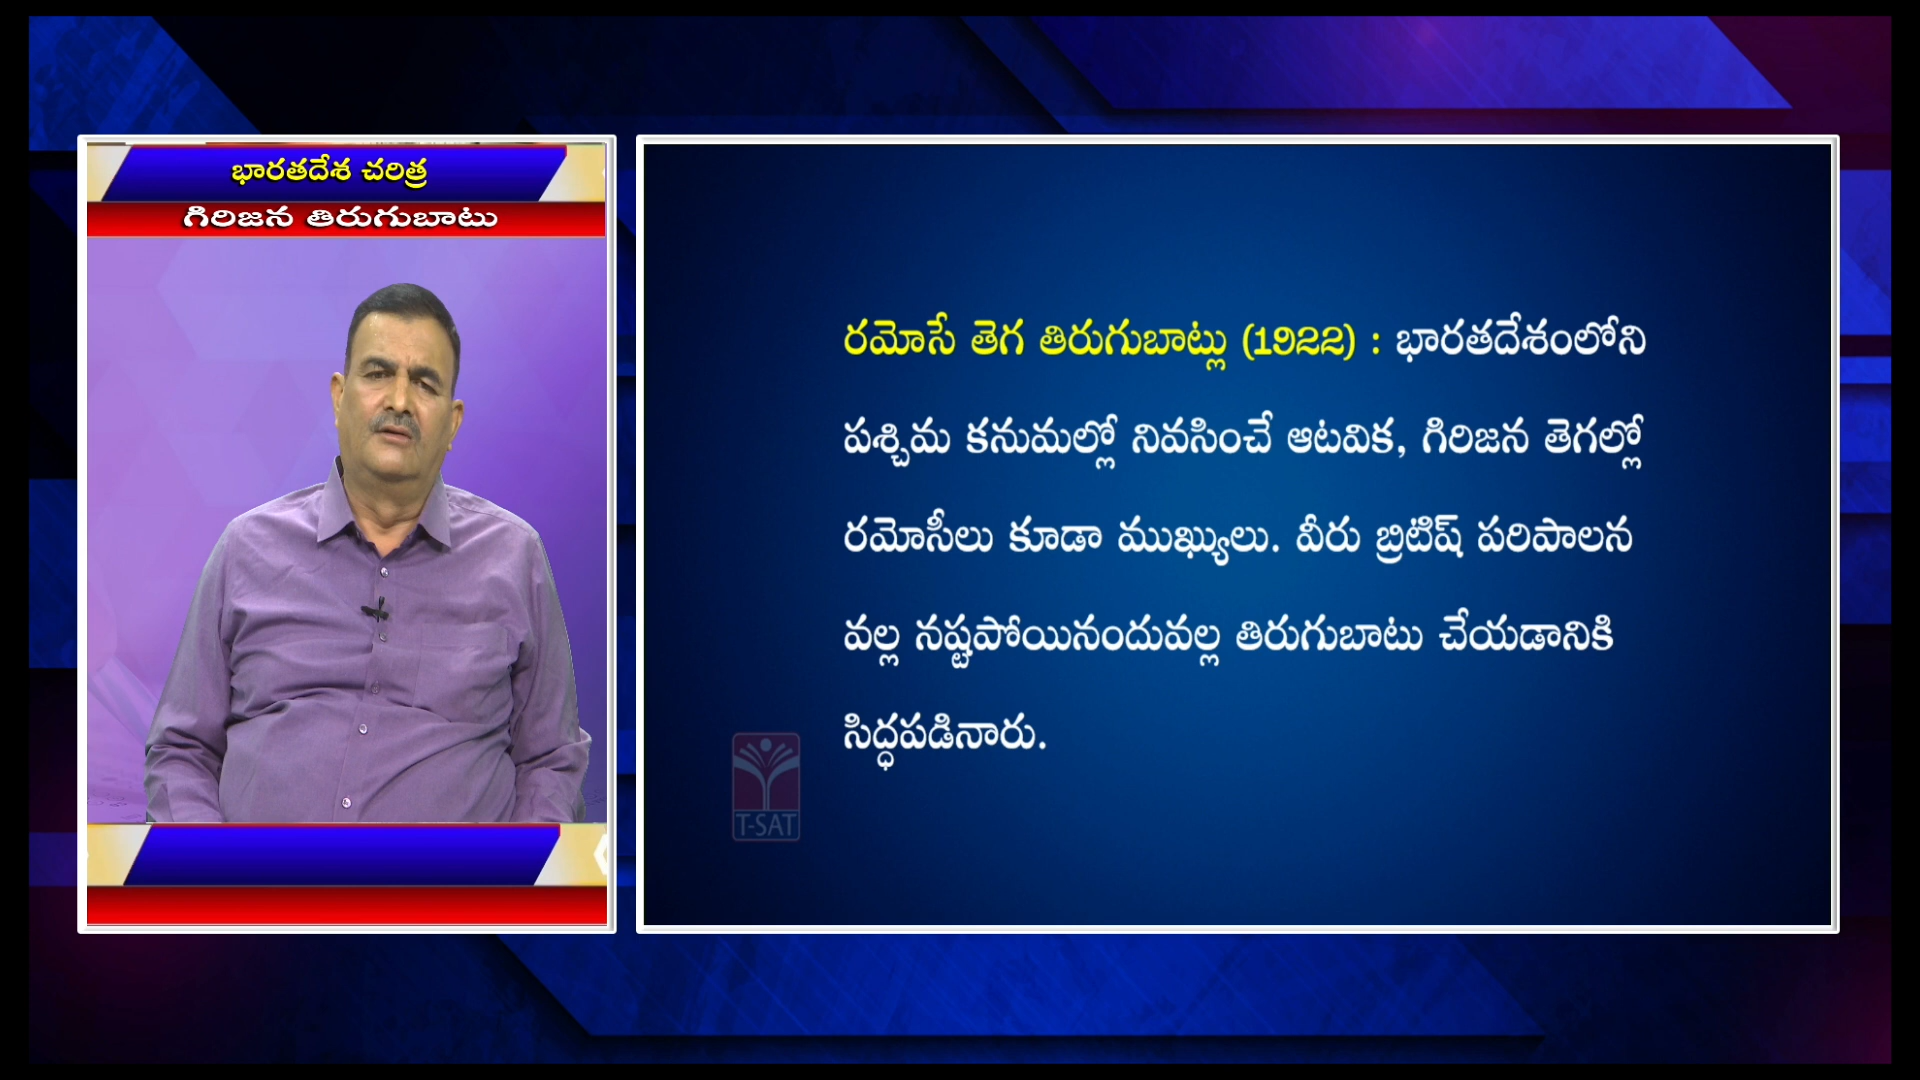 భారతదేశ చరిత్ర
గిరిజన తిరుగుబాటు
రమోసే తెగ తిరుగుబాట్లు (1922) : భారతదేశంలోని
పశ్చిమ కనుమల్లో నివసించే ఆటవిక, గిరిజన తెగల్లో
రమోసీలు కూడా ముఖ్యులు. వీరు బ్రిటిష్ పరిపాలన
వల్ల నష్టపోయినందువల్ల తిరుగుబాటు చేయడానికి
సిద్ధపడినారు.
T-SAT